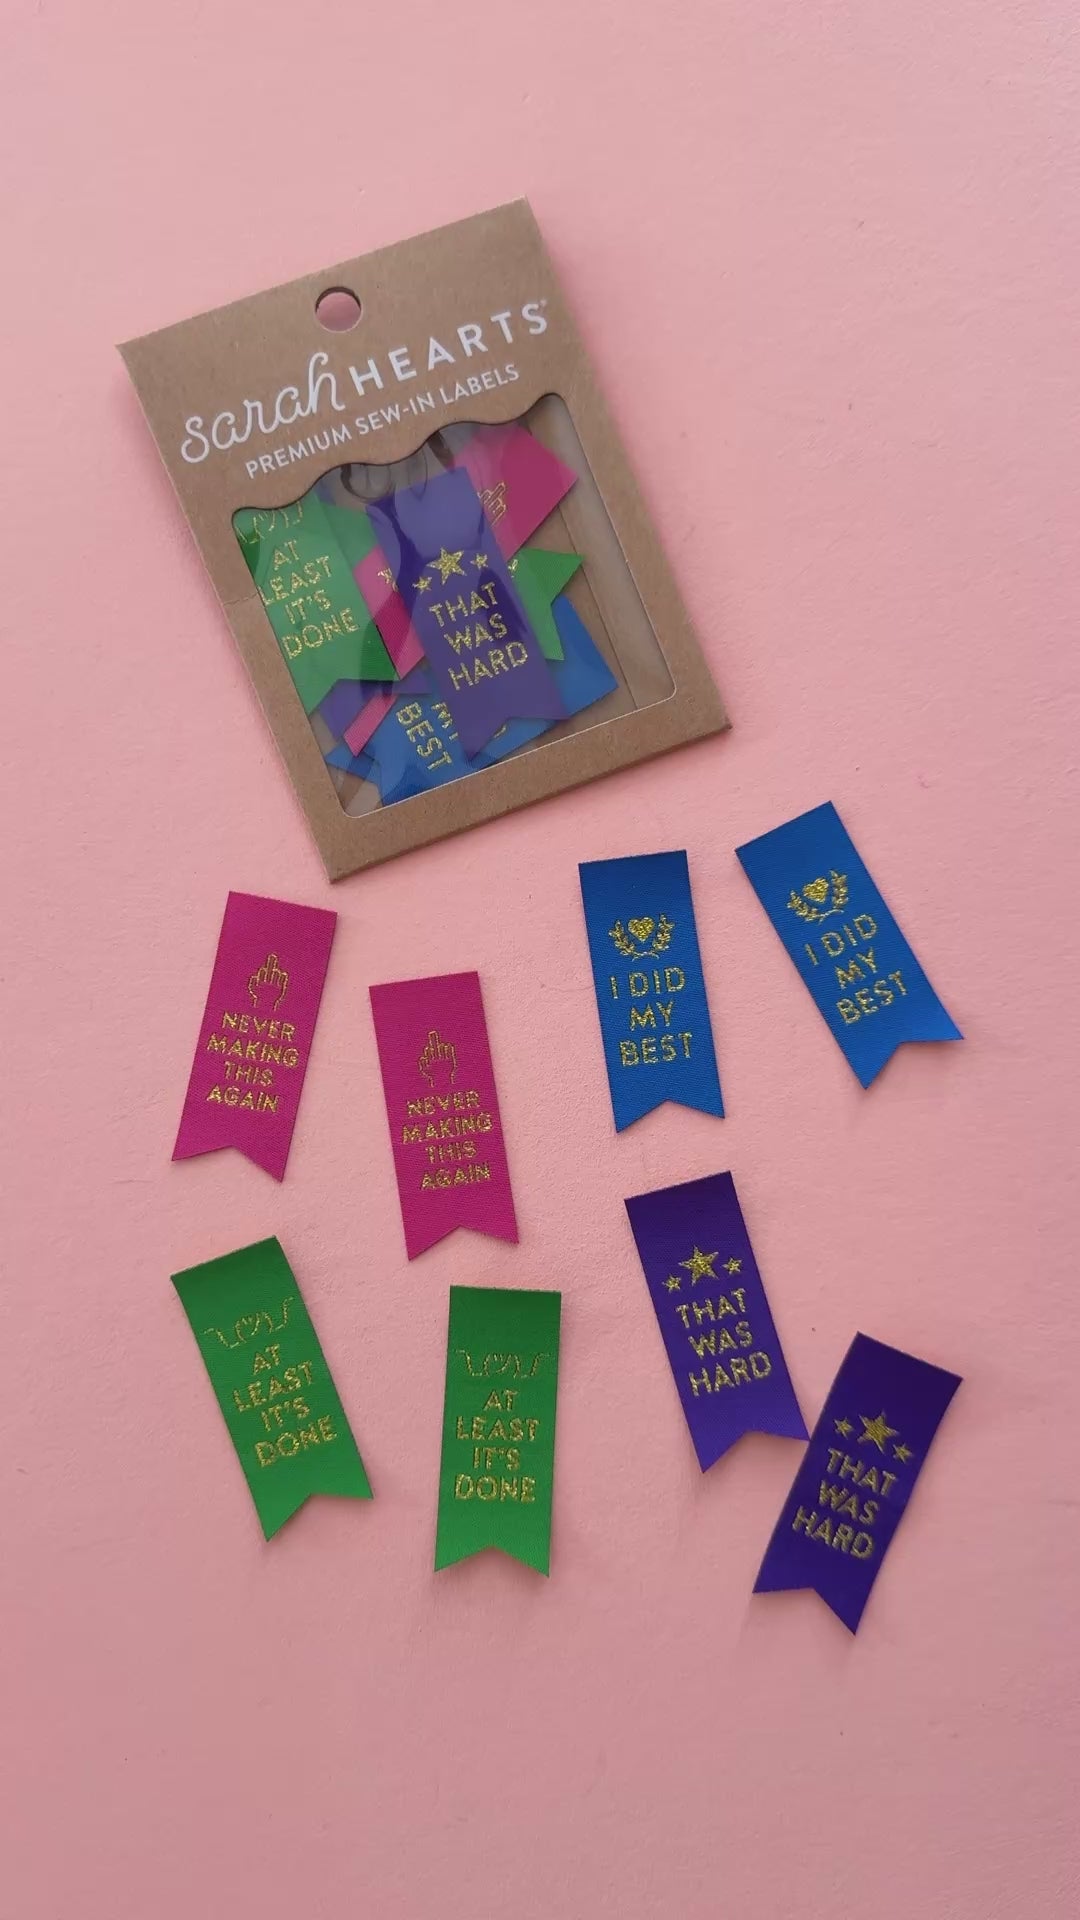 sarah HEARTS®
PREMIUM SEW-IN LABELS
AT
LEAST
IT'S
DONE
THAT
WAS
HARD
MY
BEST
NEVER
MAKING
THIS
AGAIN
NEVER
MAKING
THIS
AGAIN
I DID
MY
BEST
I DID
MY
BEST
AT
LEAST
IT'S
DONE
AT
LEAST
IT'S
DONE
THAT
WAS
HARD
THAT
WAS
HARD